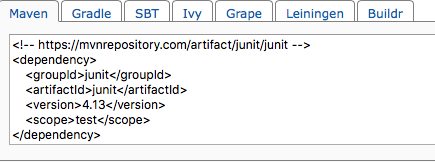 Maven Gradle SBT Ivy Grape Leiningen Buildr
<!-- https://mvnrepository.com/artifact/junit/junit -->
<dependency>
    <groupId>junit</groupId>
    <artifactId>junit</artifactId>
    <version>4.13</version>
    <scope>test</scope>
</dependency>